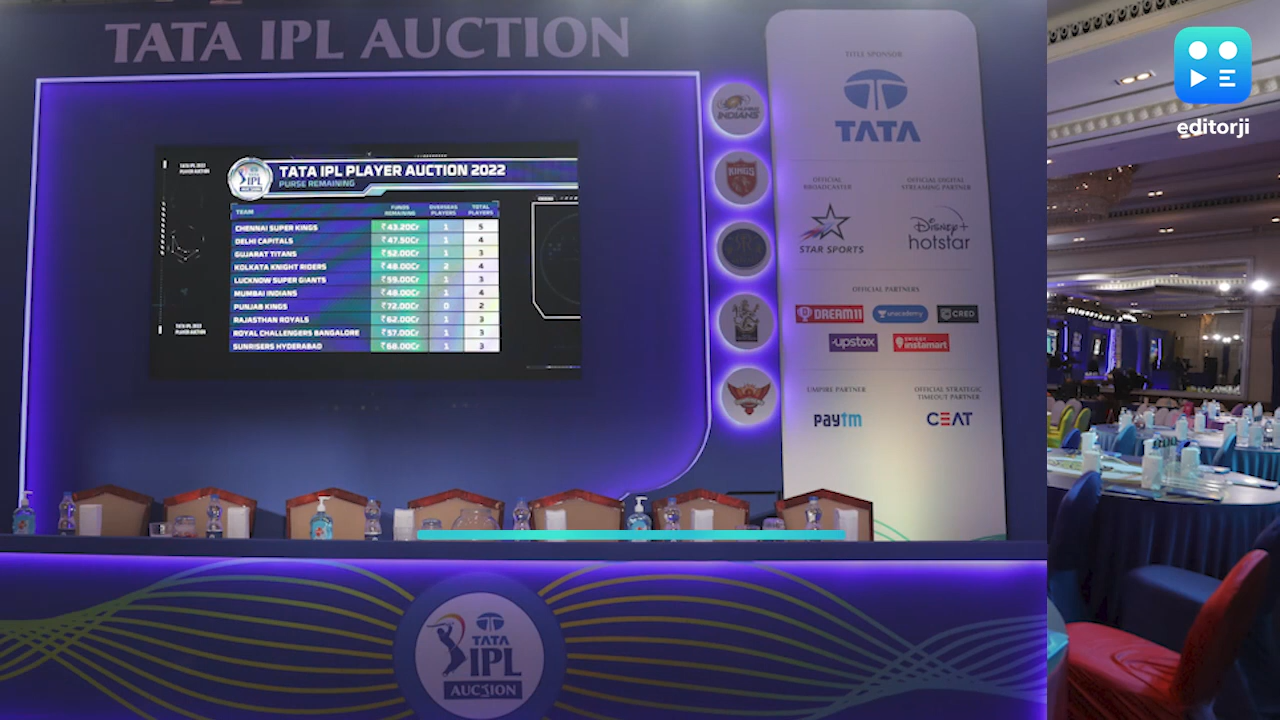 TATA IPL AUCTION
TATA IPL PLAYER AUCTION 2022
PURSE REMAINING
IPL
AUCTION
TEAM FUNDS REMAINING OVERSEAS PLAYERS TOTAL PLAYERS
CHENNAI SUPER KINGS ₹43.20Cr 1 5
DELHI CAPITALS ₹47.50Cr 1 4
GUJARAT TITANS ₹52.00Cr 1 3
KOLKATA KNIGHT RIDERS ₹48.00Cr 2 4
LUCKNOW SUPER GIANTS ₹59.00Cr 1 3
MUMBAI INDIANS ₹48.00Cr 1 4
PUNJAB KINGS ₹72.00Cr 0 2
RAJASTHAN ROYALS ₹62.00Cr 1 3
ROYAL CHALLENGERS BANGALORE ₹57.00Cr 1 3
SUNRISERS HYDERABAD ₹68.00Cr 1 3
MUMBAI
INDIANS
KINGS
TITLE SPONSOR
TATA
OFFICIAL
BROADCASTER
STAR SPORTS
OFFICIAL DIGITAL
STREAMING PARTNER
Disney+
hotstar
OFFICIAL PARTNERS
DREAM11
unacademy
CRED
upstox
instamart
UMPIRE PARTNER
paytm
OFFICIAL STRATEGIC
TIMEOUT PARTNER
CEAT
TATA
IPL
AUCTION
editorji